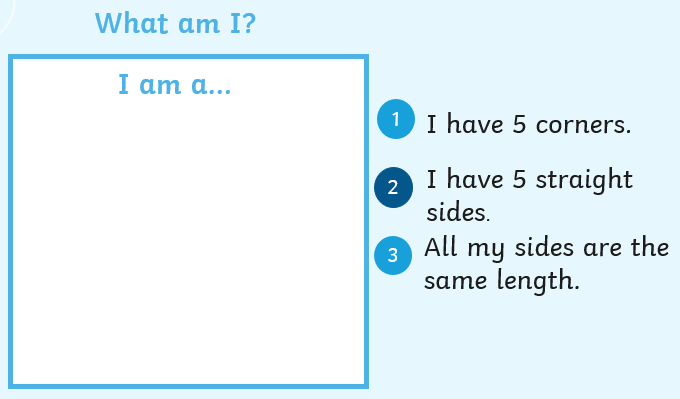 What am I?
I am a...
1 I have 5 corners.
2 I have 5 straight
sides.
3 All my sides are the
same length.